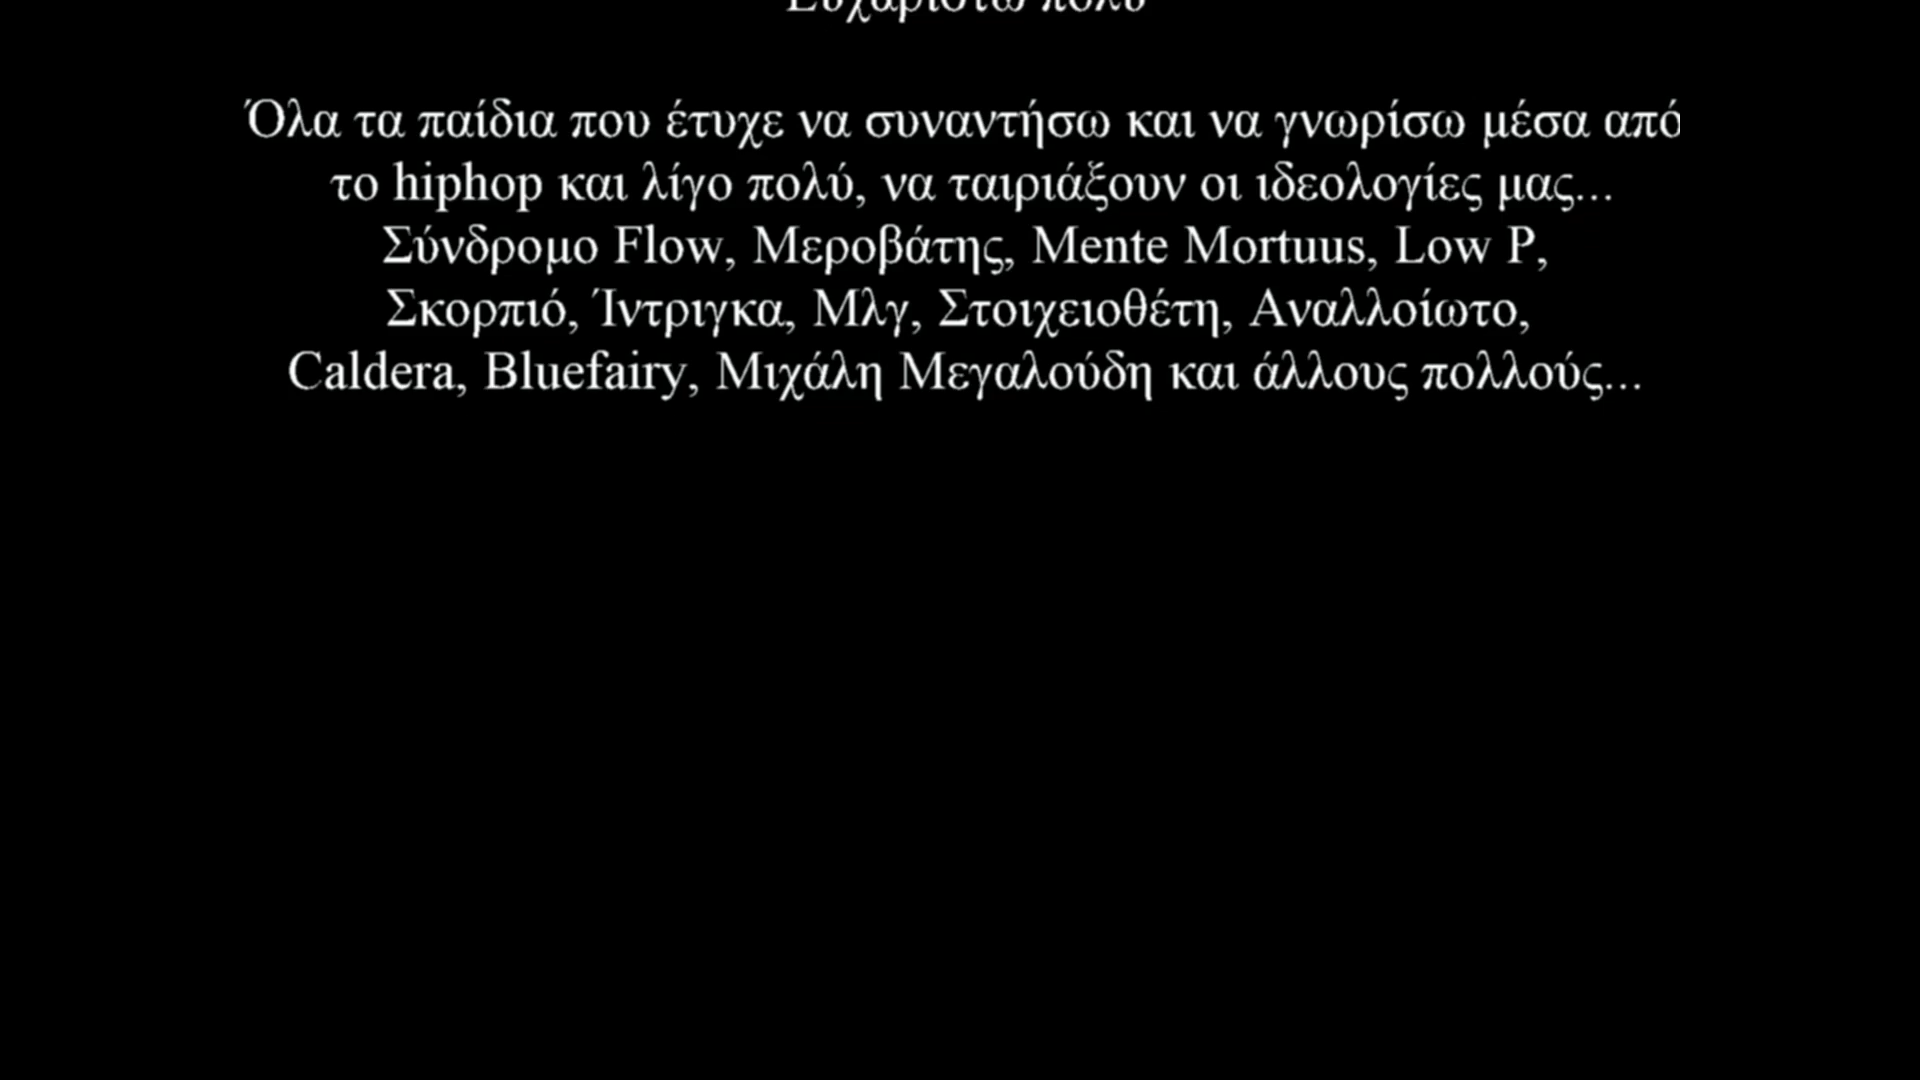 Ευχαριστώ πολύ
Όλα τα παίδια που έτυχε να συναντήσω και να γνωρίσω μέσα από
το hiphop και λίγο πολύ, να ταιριάξουν οι ιδεολογίες μας...
Σύνδρομο Flow, Μεροβάτης, Mente Mortuus, Low P,
Σκορπιό, Ίντριγκα, Μλγ, Στοιχειοθέτη, Αναλλοίωτο,
Caldera, Bluefairy, Μιχάλη Μεγαλούδη και άλλους πολλούς...